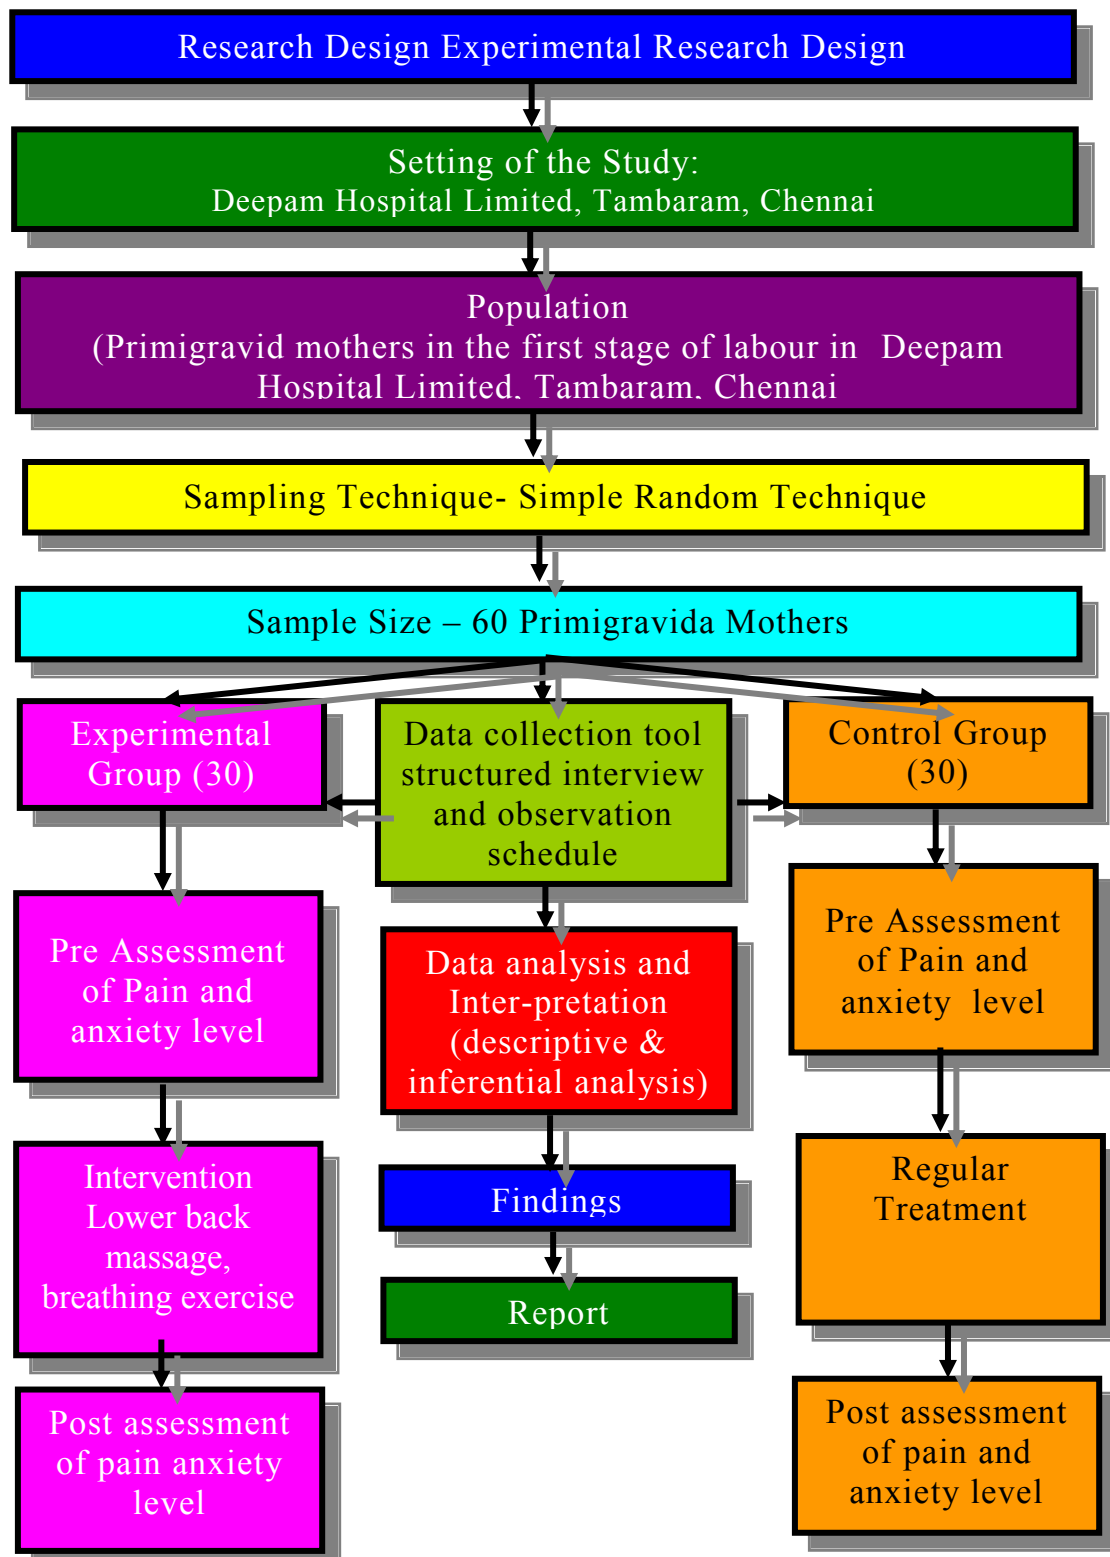 Research Design Experimental Research Design
Setting of the Study:
Deepam Hospital Limited, Tambaram, Chennai
Population
(Primigravid mothers in the first stage of labour in Deepam
Hospital Limited, Tambaram, Chennai
Sampling Technique- Simple Random Technique
Sample Size – 60 Primigravida Mothers
Experimental
Group (30)
Data collection tool
structured interview
and observation
schedule
Control Group
(30)
Pre Assessment
of Pain and
anxiety level
Data analysis and
Inter-pretation
(descriptive &
inferential analysis)
Pre Assessment
of Pain and
anxiety level
Intervention
Lower back
massage,
breathing exercise
Findings
Report
Regular
Treatment
Post assessment
of pain anxiety
level
Post assessment
of pain and
anxiety level